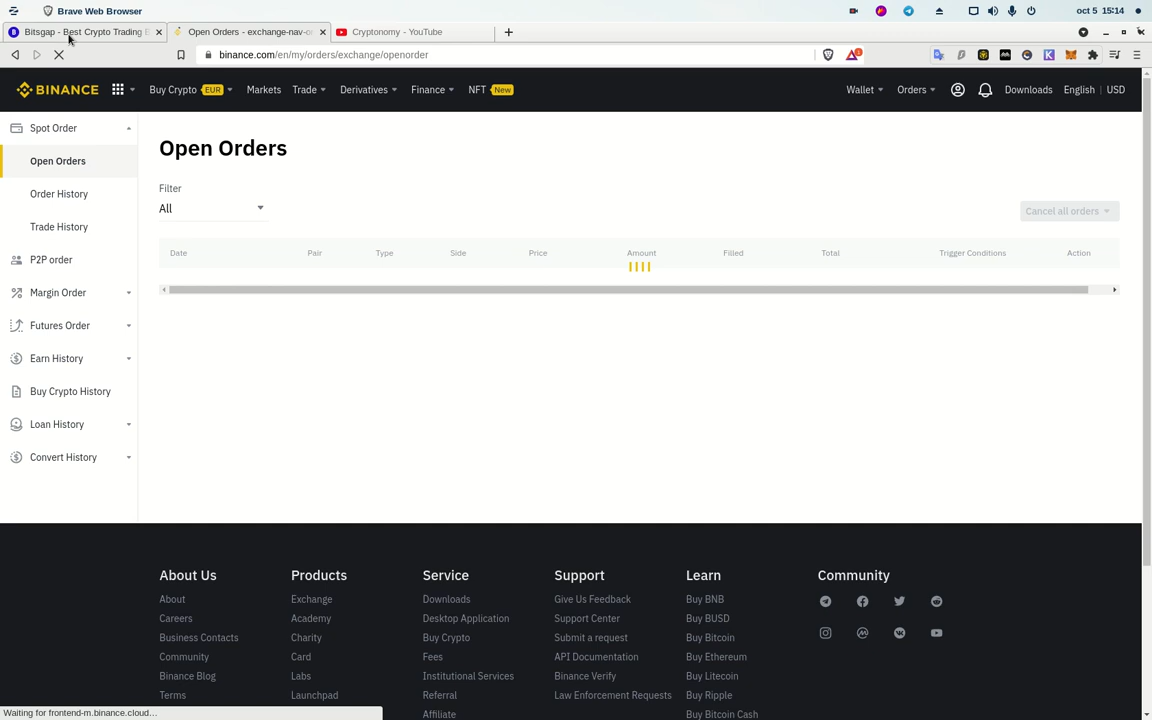 Brave Web Browser
oct 5 15:14
Bitsgap - Best Crypto Trading B
Open Orders - exchange-nav-o
Cryptonomy - YouTube
binance.com/en/my/orders/exchange/openorder
BINANCE
Buy Crypto EUR
Markets
Trade
Derivatives
Finance
NFT New
Wallet
Orders
Downloads
English | USD
Spot Order
Open Orders
Order History
Trade History
P2P order
Margin Order
Futures Order
Earn History
Buy Crypto History
Loan History
Convert History
Open Orders
Filter
All
Cancel all orders
Date Pair Type Side Price Amount Filled Total Trigger Conditions Action
About Us
About
Careers
Business Contacts
Community
Binance Blog
Terms
Products
Exchange
Academy
Charity
Card
Labs
Launchpad
Service
Downloads
Desktop Application
Buy Crypto
Fees
Institutional Services
Referral
Affiliate
Support
Give Us Feedback
Support Center
Submit a request
API Documentation
Binance Verify
Law Enforcement Requests
Learn
Buy BNB
Buy BUSD
Buy Bitcoin
Buy Ethereum
Buy Litecoin
Buy Ripple
Buy Bitcoin Cash
Community
Waiting for frontend-m.binance.cloud...